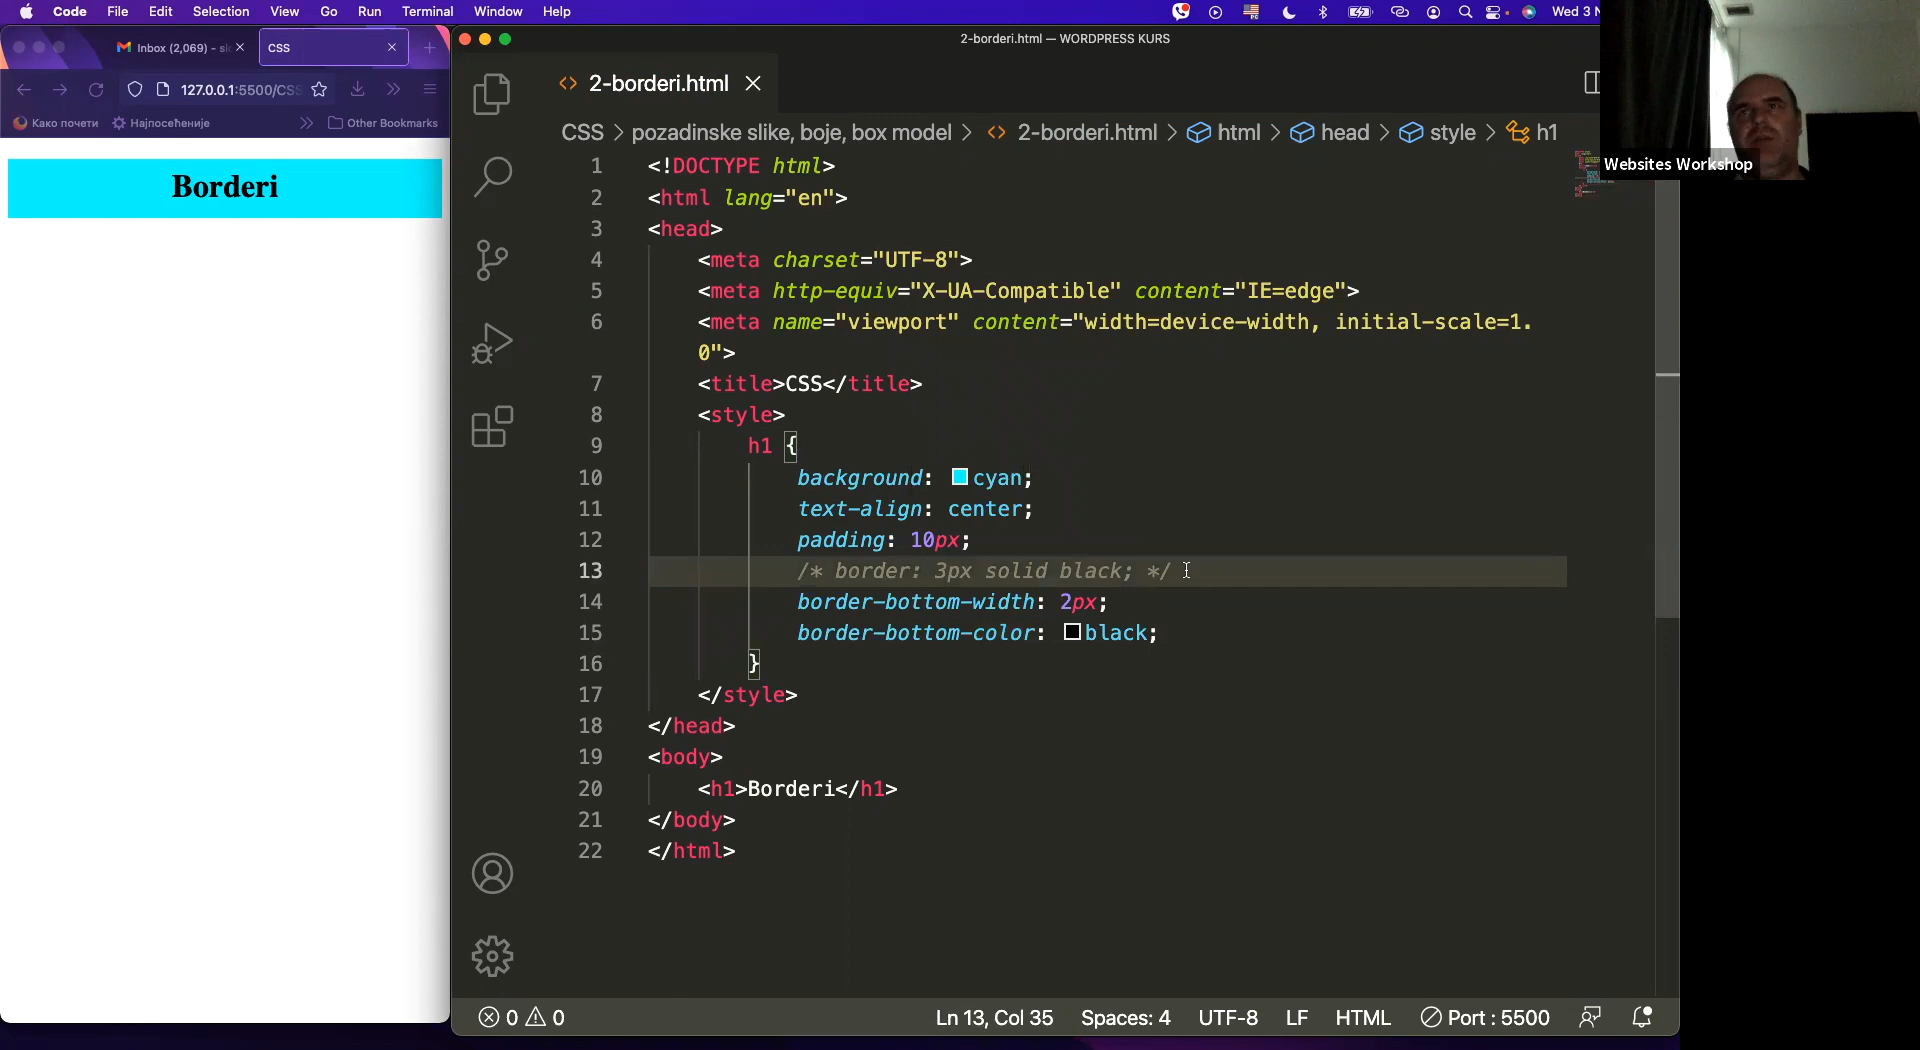 Code File Edit Selection View Go Run Terminal Window Help Wed 3
2-borderi.html — WORDPRESS KURS
Inbox (2,069) - CSS
127.0.0.1:5500/CSS
Како почети Најпосећеније Other Bookmarks
Borderi
2-borderi.html
CSS > pozadinske slike, boje, box model > 2-borderi.html > html > head > style > h1
Websites Workshop
1 <!DOCTYPE html>
2 <html lang="en">
3 <head>
4 <meta charset="UTF-8">
5 <meta http-equiv="X-UA-Compatible" content="IE=edge">
6 <meta name="viewport" content="width=device-width, initial-scale=1.
0">
7 <title>CSS</title>
8 <style>
9 h1 {
10 background: cyan;
11 text-align: center;
12 padding: 10px;
13 /* border: 3px solid black; */
14 border-bottom-width: 2px;
15 border-bottom-color: black;
16 }
17 </style>
18 </head>
19 <body>
20 <h1>Borderi</h1>
21 </body>
22 </html>
0 0 Ln 13, Col 35 Spaces: 4 UTF-8 LF HTML Port : 5500